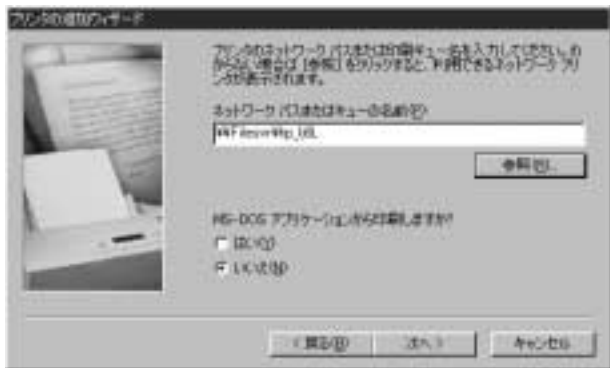 プリンタの追加ウィザード
プリンタのネットワーク パスまたは印刷キュー名を入力してください。わ
からない場合は [参照] をクリックすると、利用できるネットワーク プリ
ンタが表示されます。
ネットワーク パスまたはキューの名前(P)
参照(R)...
MS-DOS アプリケーションから印刷しますか?
はい(Y)
いいえ(N)
< 戻る(B)
次へ >
キャンセル